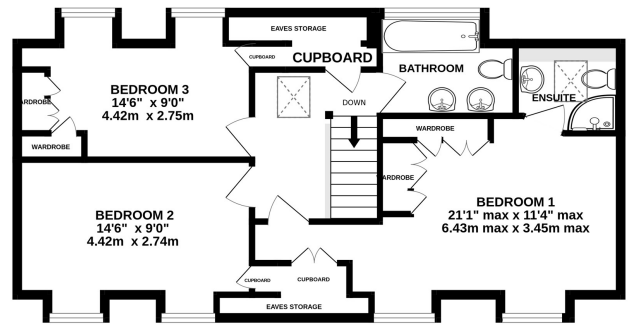 EAVES STORAGE
CUPBOARD
CUPBOARD
BATHROOM
BEDROOM 3
14'6" x 9'0"
4.42m x 2.75m
WARDROBE
DOWN
ENSUITE
WARDROBE
WARDROBE
WARDROBE
BEDROOM 1
21'1" max x 11'4" max
6.43m max x 3.45m max
BEDROOM 2
14'6" x 9'0"
4.42m x 2.74m
CUPBOARD
CUPBOARD
EAVES STORAGE